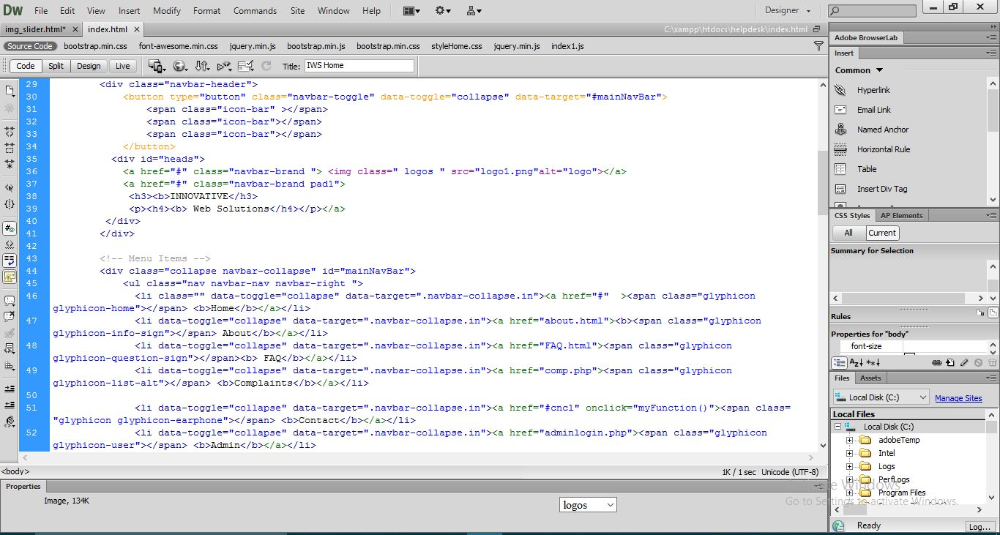 Dw File Edit View Insert Modify Format Commands Site Window Help Designer
img_slider.html* × index.html × C:\xampp\htdocs\helpdesk\index.html
Source Code bootstrap.min.css font-awesome.min.css jquery.min.js bootstrap.min.js bootstrap.min.css styleHome.css jquery.min.js index1.js
Code Split Design Live Title: IWS Home
29 <div class="navbar-header">
30 <button type="button" class="navbar-toggle" data-toggle="collapse" data-target="#mainNavBar">
31 <span class="icon-bar" ></span>
32 <span class="icon-bar"></span>
33 <span class="icon-bar"></span>
34 </button>
35 <div id="heads">
36 <a href="#" class="navbar-brand "> <img class=" logos " src="logo1.png"alt="logo"></a>
37 <a href="#" class="navbar-brand pad1">
38 <h3><b>INNOVATIVE</h3>
39 <p><h4><b> Web Solutions</h4></p></a>
40 </div>
41 </div>
42
43 <!-- Menu Items -->
44 <div class="collapse navbar-collapse" id="mainNavBar">
45 <ul class="nav navbar-nav navbar-right ">
46 <li class="" data-toggle="collapse" data-target=".navbar-collapse.in"><a href="#"  ><span class="glyphicon
glyphicon-home"></span> <b>Home</b></a></li>
47 <li data-toggle="collapse" data-target=".navbar-collapse.in"><a href="about.html"><b><span class="glyphicon
glyphicon-info-sign"></span> About</b></a></li>
48 <li data-toggle="collapse" data-target=".navbar-collapse.in"><a href="FAQ.html"><span class="glyphicon
glyphicon-question-sign"></span><b> FAQ</b></a></li>
49 <li data-toggle="collapse" data-target=".navbar-collapse.in"><a href="comp.php"><span class="glyphicon
glyphicon-list-alt"></span> <b>Complaints</b></a></li>
50
51 <li data-toggle="collapse" data-target=".navbar-collapse.in"><a href="#cncl" onclick="myFunction()"><span class=
"glyphicon glyphicon-earphone"></span> <b>Contact</b></a></li>
52 <li data-toggle="collapse" data-target=".navbar-collapse.in"><a href="adminlogin.php"><span class="glyphicon
glyphicon-user"></span> <b>Admin</b></a></li>
<body> 1K / 1 sec Unicode (UTF-8)
Properties
Image, 134K logos
Adobe BrowserLab
Insert
Common
Hyperlink
Email Link
Named Anchor
Horizontal Rule
Table
Insert Div Tag
CSS Styles AP Elements
All Current
Summary for Selection
Rules
Properties for "body"
font-size
Files Assets
Local Disk (C:) Manage Sites
Local Files
Local Disk (C:)
adobeTemp
Intel
Logs
PerfLogs
Program Files
Windows
Go to Settings to activate Windows.
Ready Log...